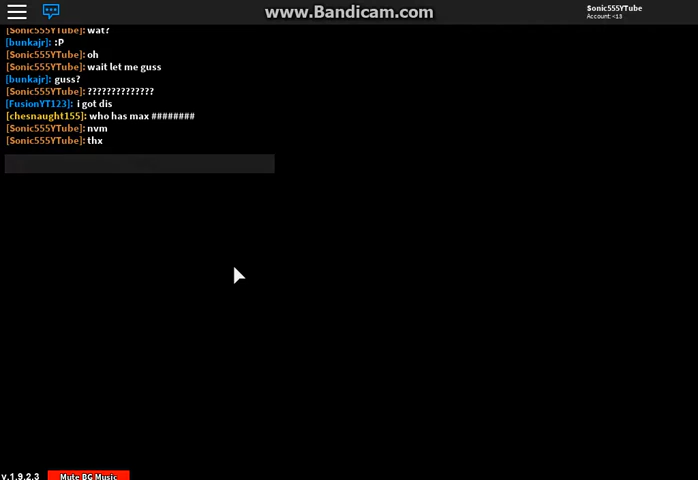 www.Bandicam.com
Sonic555YTube
Account: <13
[Sonic555YTube]: wat?
[bunkajr]: :P
[Sonic555YTube]: oh
[Sonic555YTube]: wait let me guss
[bunkajr]: guss?
[Sonic555YTube]: ??????????????
[FusionYT123]: i got dis
[chesnaught155]: who has max ########
[Sonic555YTube]: nvm
[Sonic555YTube]: thx
v.1.9.2.3
Mute BG Music